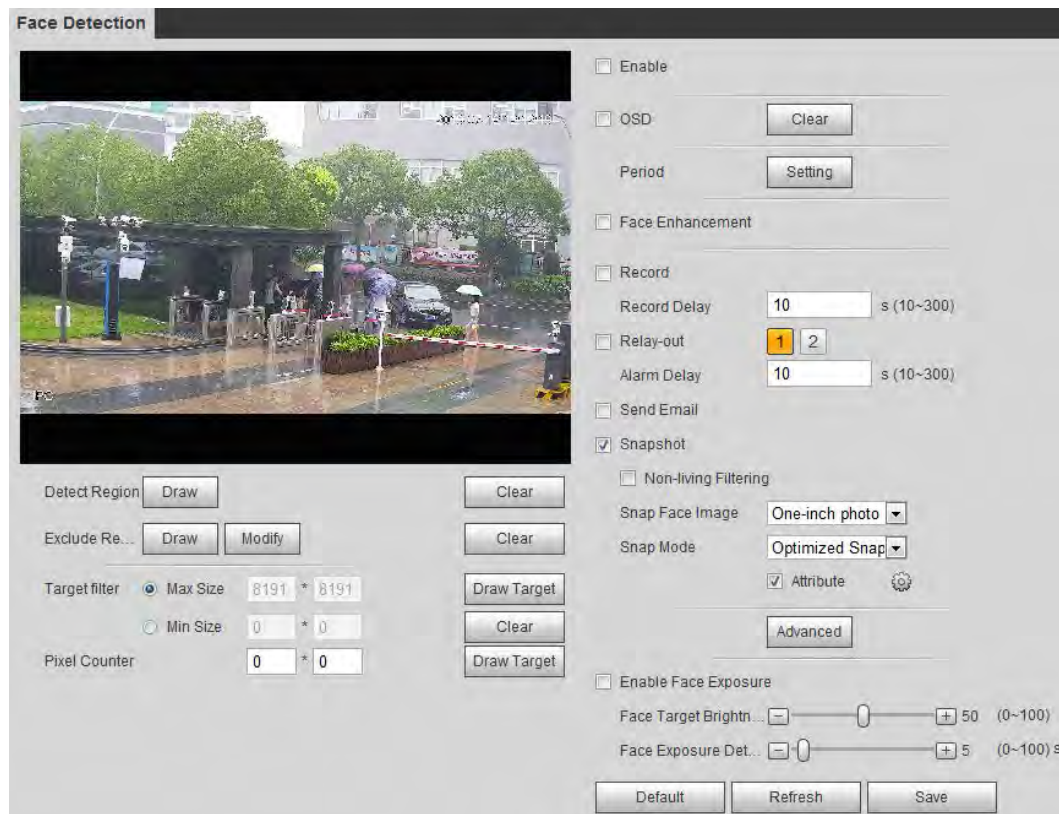 Face Detection
Enable
OSD Clear
Period Setting
Face Enhancement
Record
Record Delay 10 s (10~300)
Relay-out 1 2
Alarm Delay 10 s (10~300)
Send Email
Snapshot
Non-living Filtering
Snap Face Image One-inch photo
Snap Mode Optimized Snap
Attribute
Advanced
Enable Face Exposure
Face Target Brightn... 50 (0~100)
Face Exposure Det... 5 (0~100) s
Default Refresh Save
IPC
Detect Region Draw Clear
Exclude Re... Draw Modify Clear
Target filter Max Size 8191 * 8191 Draw Target
Min Size 0 * 0 Clear
Pixel Counter 0 * 0 Draw Target